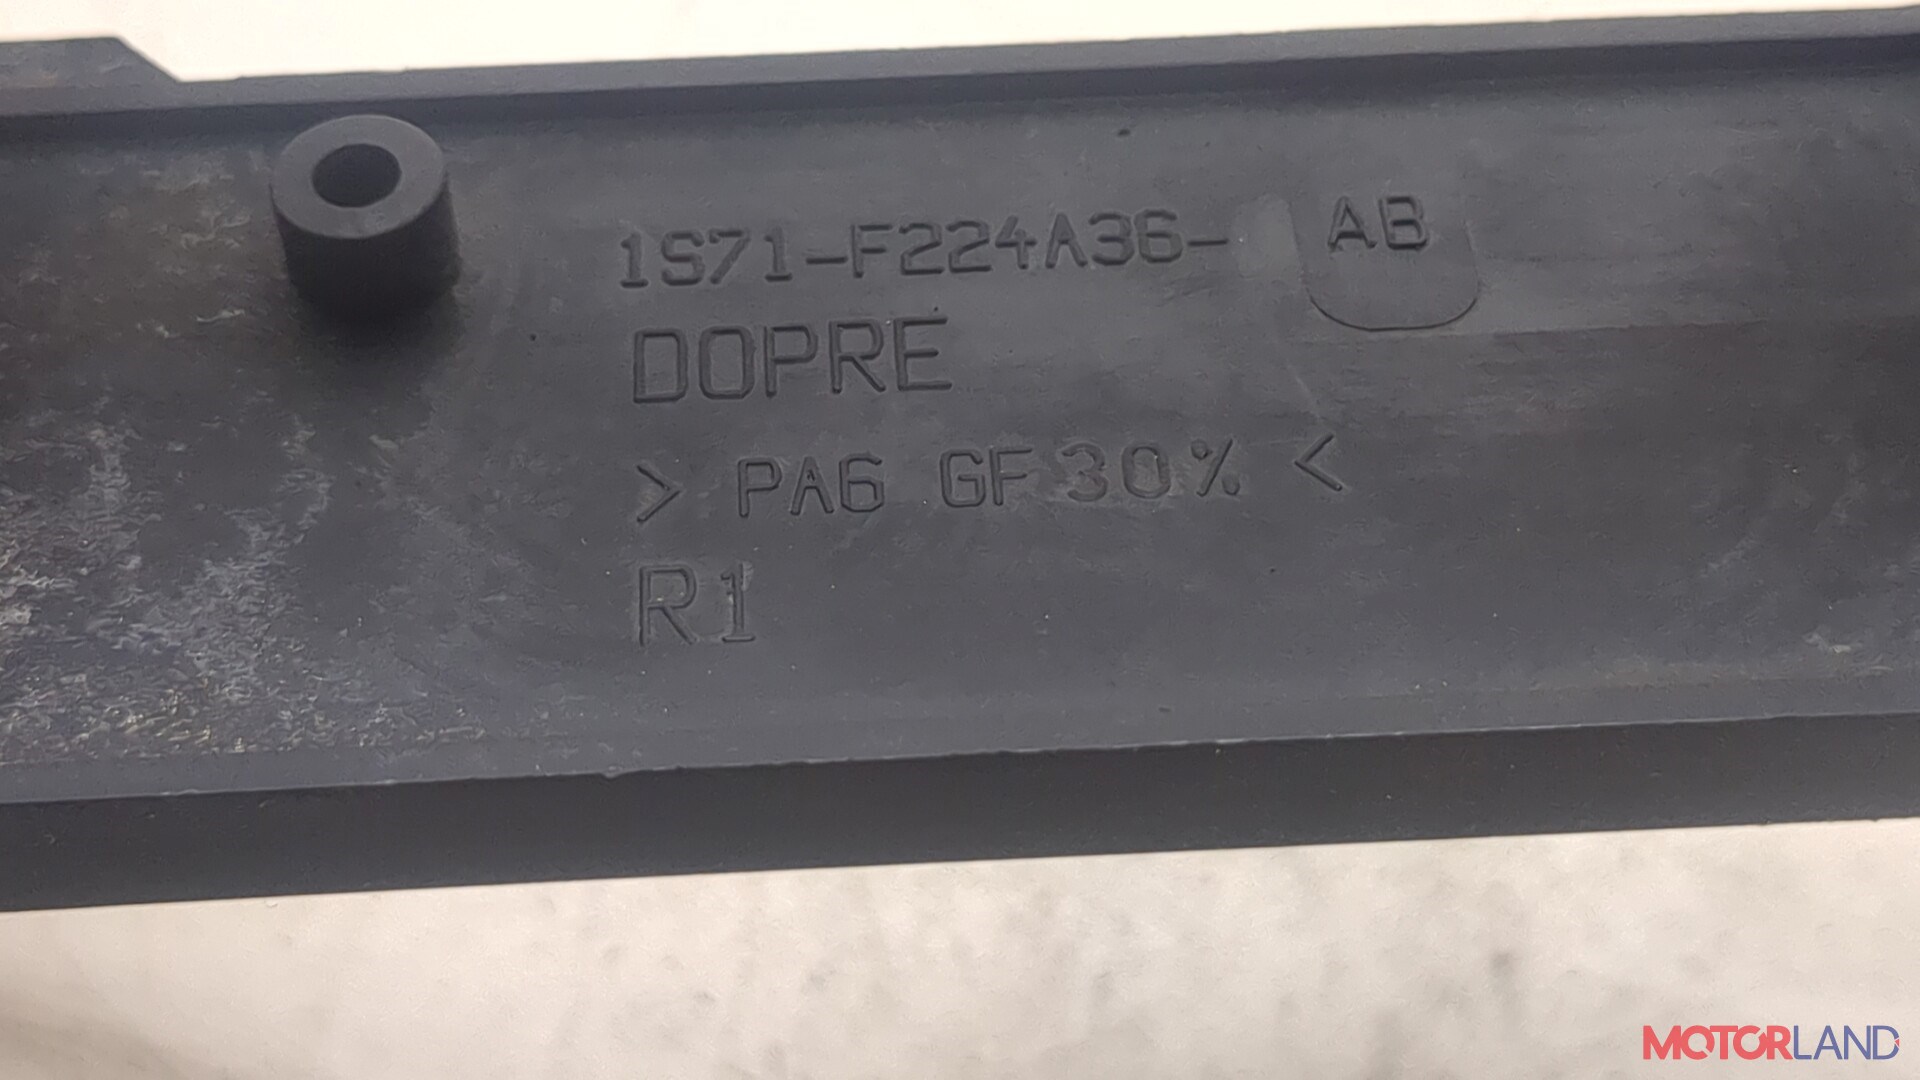 1S71-F224A36- AB
DOPRE
> PA6 GF30% <
R1
MOTORLAND